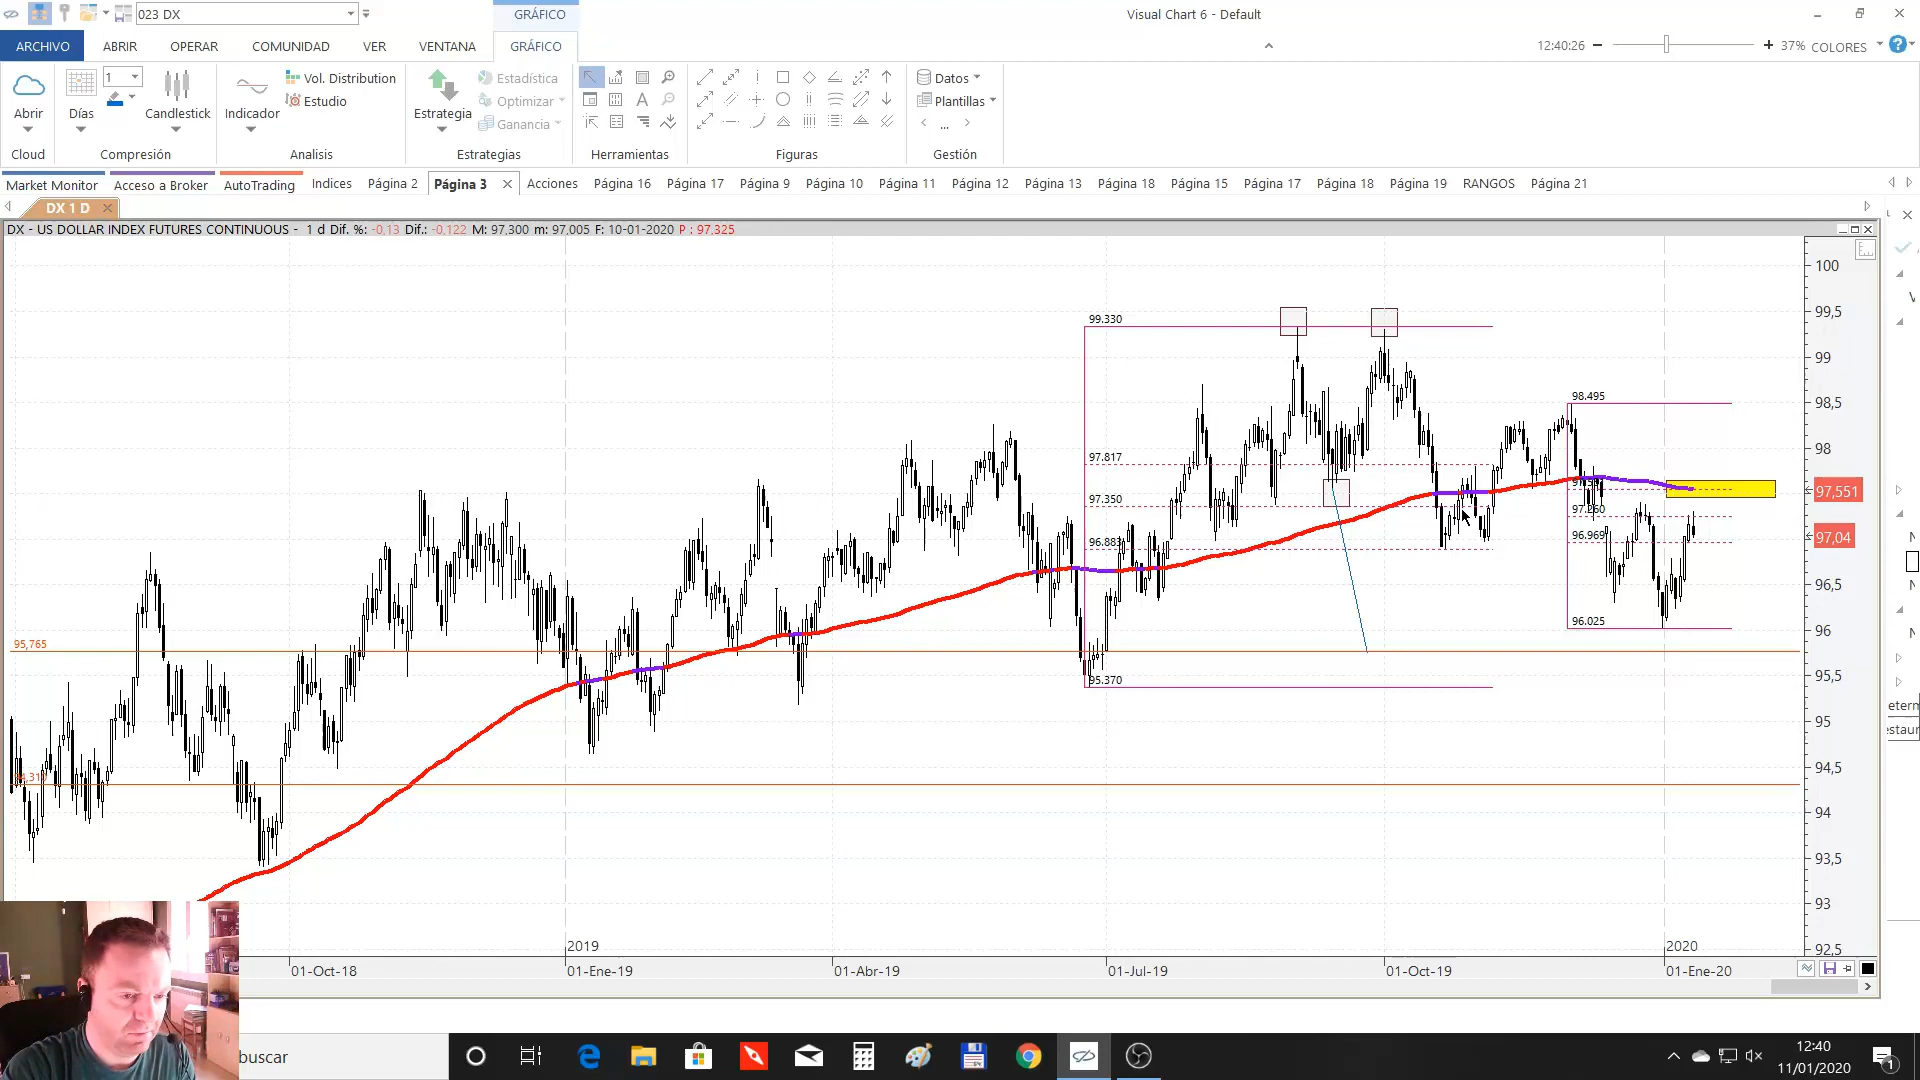 023 DX
GRÁFICO
Visual Chart 6 - Default
ARCHIVO ABRIR OPERAR COMUNIDAD VER VENTANA GRÁFICO
12:40:26 37% COLORES
1
Vol. Distribution
Estadística
Datos
Estudio
Optimizar
Plantillas
Abrir Días Candlestick Indicador Estrategia
Ganancia
...
Cloud Compresión Analisis Estrategias Herramientas Figuras Gestión
Market Monitor Acceso a Broker AutoTrading Indices Página 2 Página 3 Acciones Página 16 Página 17 Página 9 Página 10 Página 11 Página 12 Página 13 Página 18 Página 15 Página 17 Página 18 Página 19 RANGOS Página 21
DX 1 D
DX - US DOLLAR INDEX FUTURES CONTINUOUS - 1 d Dif. %: -0,13 Dif.: -0,122 M: 97,300 m: 97,005 F: 10-01-2020 P : 97,325
100
99.330
99,5
99
98.495
98,5
98
97.817
97,551
97.350
97.260
97,04
96.883
96.969
96,5
96.025
96
95,765
95.370
95,5
95
94,5
94
93,5
93
92,5
2019 2020
01-Oct-18 01-Ene-19 01-Abr-19 01-Jul-19 01-Oct-19 01-Ene-20
buscar
12:40
11/01/2020
1